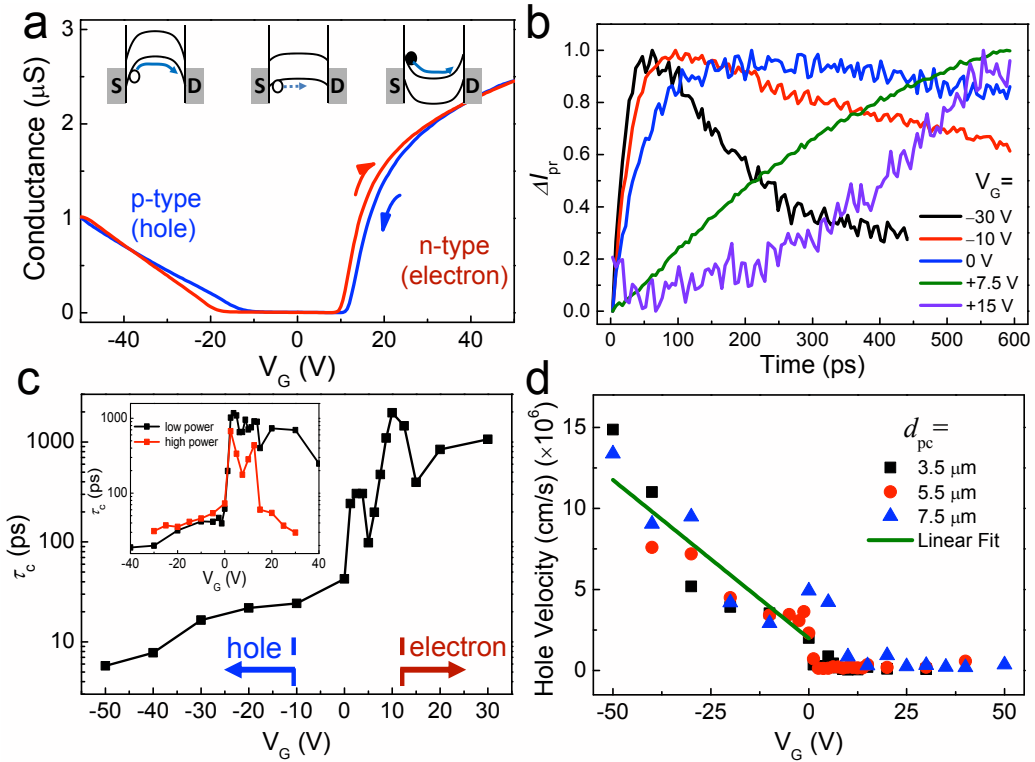 a
S D
S D
S D
Conductance (μS)
3
2
1
0
p-type
(hole)
n-type
(electron)
-40 -20 0 20 40
V_G (V)
b
ΔI_pr
1.0
0.8
0.6
0.4
0.2
0.0
V_G=
−30 V
−10 V
0 V
+7.5 V
+15 V
0 100 200 300 400 500 600
Time (ps)
c
τ_c (ps)
1000
100
10
τ_c (ps)
1000
100
low power
high power
-40 -20 0 20 40
V_G (V)
hole
electron
-50 -40 -30 -20 -10 0 10 20 30
V_G (V)
d
Hole Velocity (cm/s) (×10⁶)
15
10
5
0
d_pc=
3.5 μm
5.5 μm
7.5 μm
Linear Fit
-50 -25 0 25 50
V_G (V)